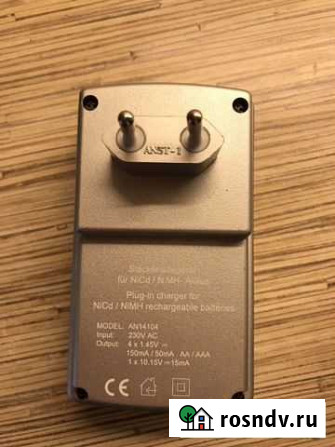 ANST-1
für NiCd / NiMH-
Plug-in charger for
NiCd / NiMH rechargeable batteries
MODEL: AN14104
Input: 230V AC
Output: 4 x 1.45V ⎓
150mA / 50mA AA / AAA
1 x 10.15V ⎓ 15mA
CE
rosndv.ru